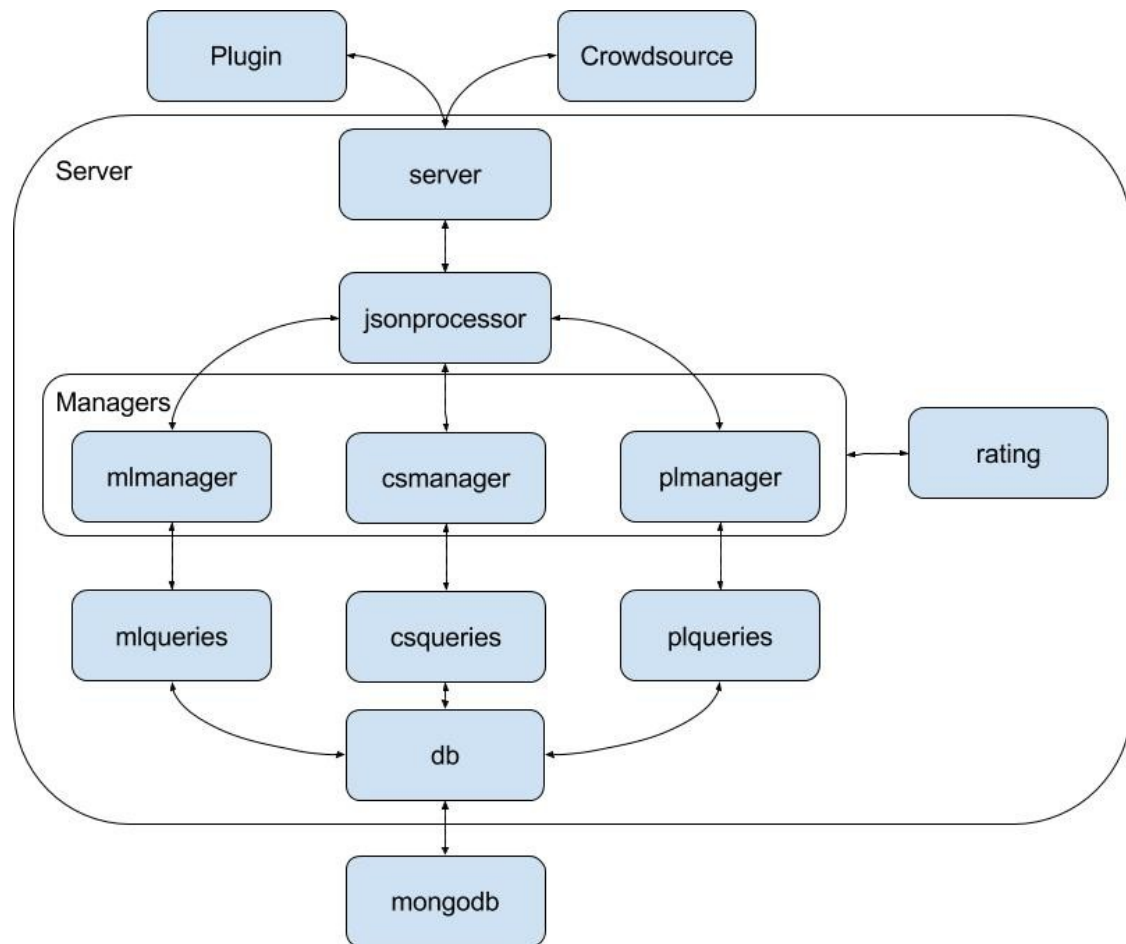 Plugin
Crowdsource
Server
server
jsonprocessor
Managers
mlmanager
csmanager
plmanager
rating
mlqueries
csqueries
plqueries
db
mongodb